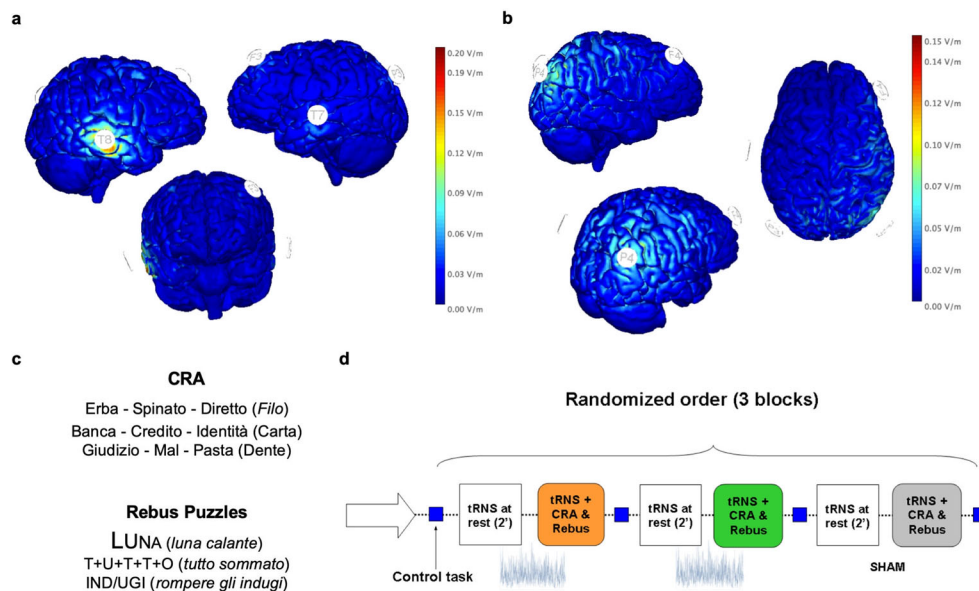 a
b
0.20 V/m
0.19 V/m
0.17 V/m
0.12 V/m
0.09 V/m
0.06 V/m
0.03 V/m
0.00 V/m
T8
T7
0.15 V/m
0.14 V/m
0.13 V/m
0.10 V/m
0.07 V/m
0.05 V/m
0.02 V/m
0.00 V/m
P4
F4
P4
c
CRA
Erba - Spinato - Diretto (Filo)
Banca - Credito - Identità (Carta)
Giudizio - Mal - Pasta (Dente)
Rebus Puzzles
LUNA (luna calante)
T+U+T+T+O (tutto sommato)
IND/UGI (rompere gli indugi)
d
Randomized order (3 blocks)
tRNS at
rest (2')
tRNS +
CRA &
Rebus
tRNS at
rest (2')
tRNS +
CRA &
Rebus
tRNS at
rest (2')
tRNS +
CRA &
Rebus
Control task
SHAM